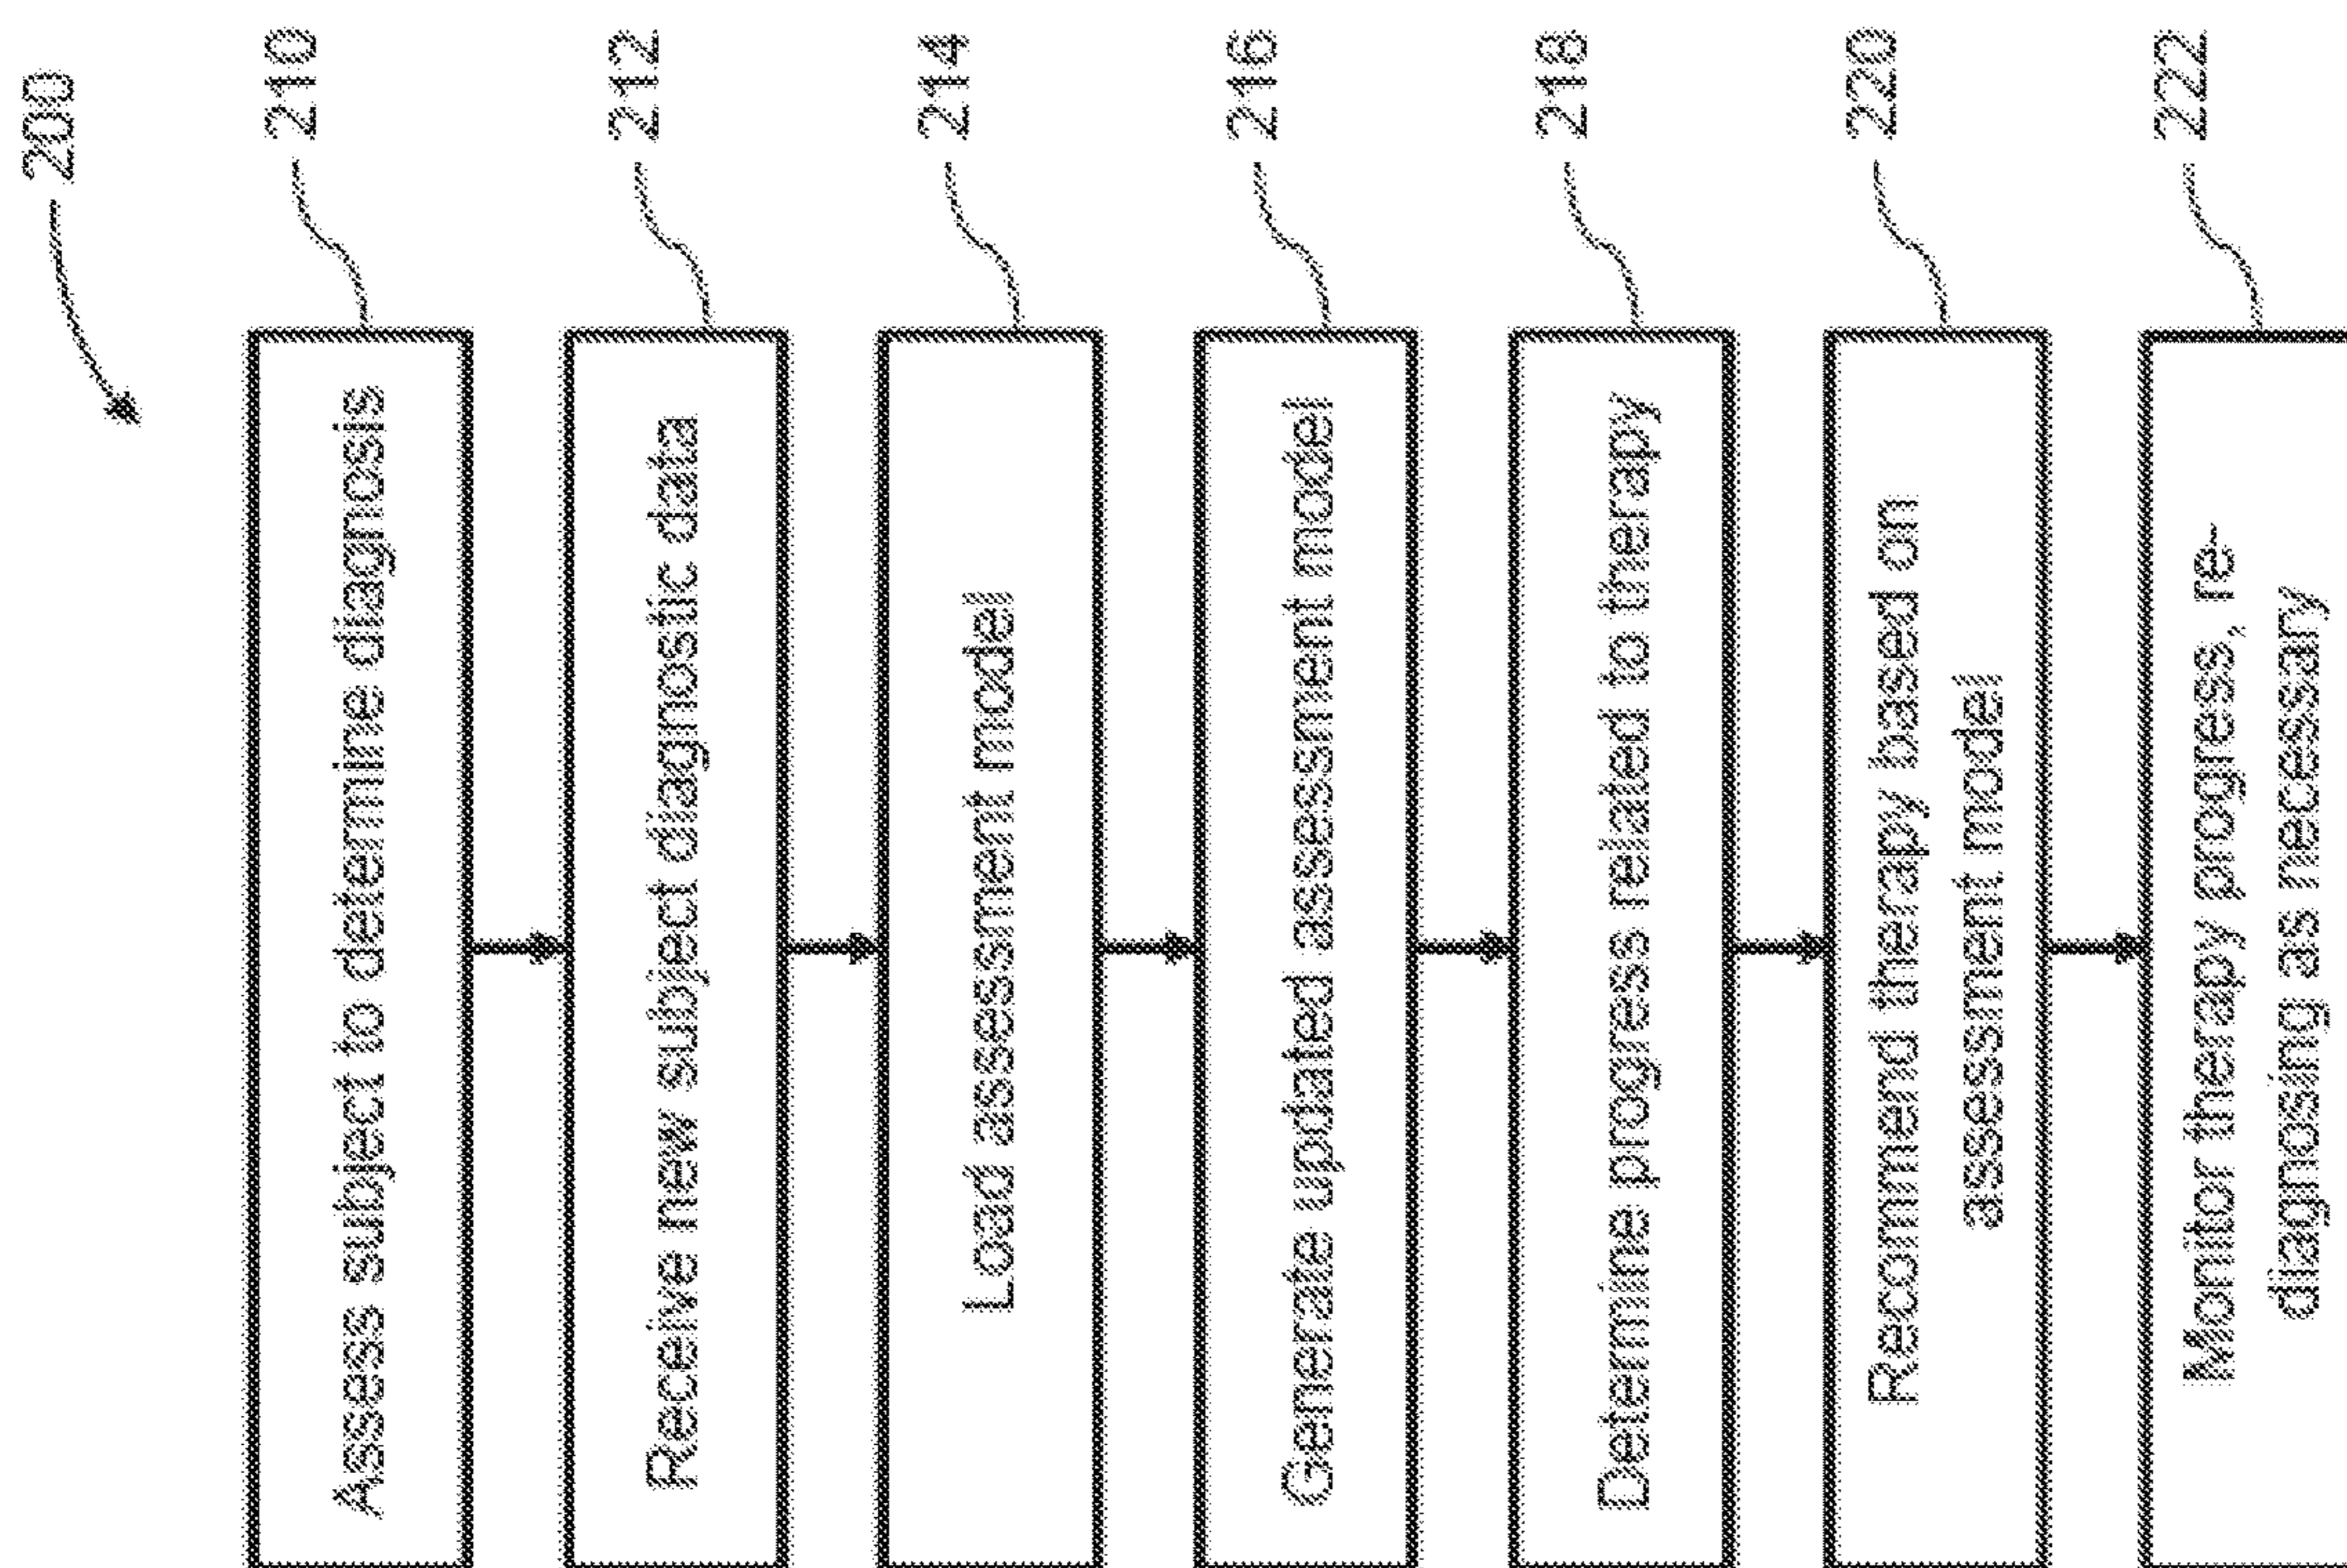 200
Assess subject to determine diagnosis
210
Receive new subject diagnostic data
212
Load assessment model
214
Generate updated assessment model
216
Determine progress related to therapy
218
Recommend therapy based on
assessment model
220
Monitor therapy progress, re-
diagnosing as necessary
222